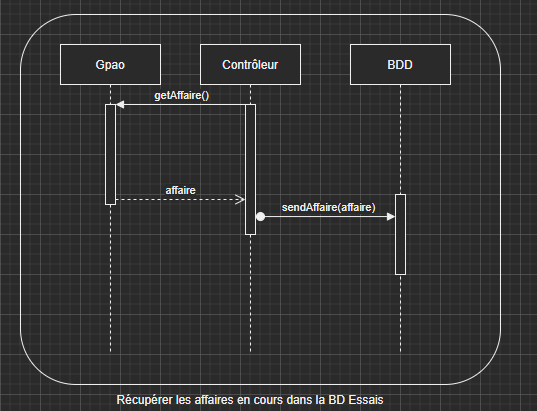 Gpao
Contrôleur
BDD
getAffaire()
affaire
sendAffaire(affaire)
Récupérer les affaires en cours dans la BD Essais